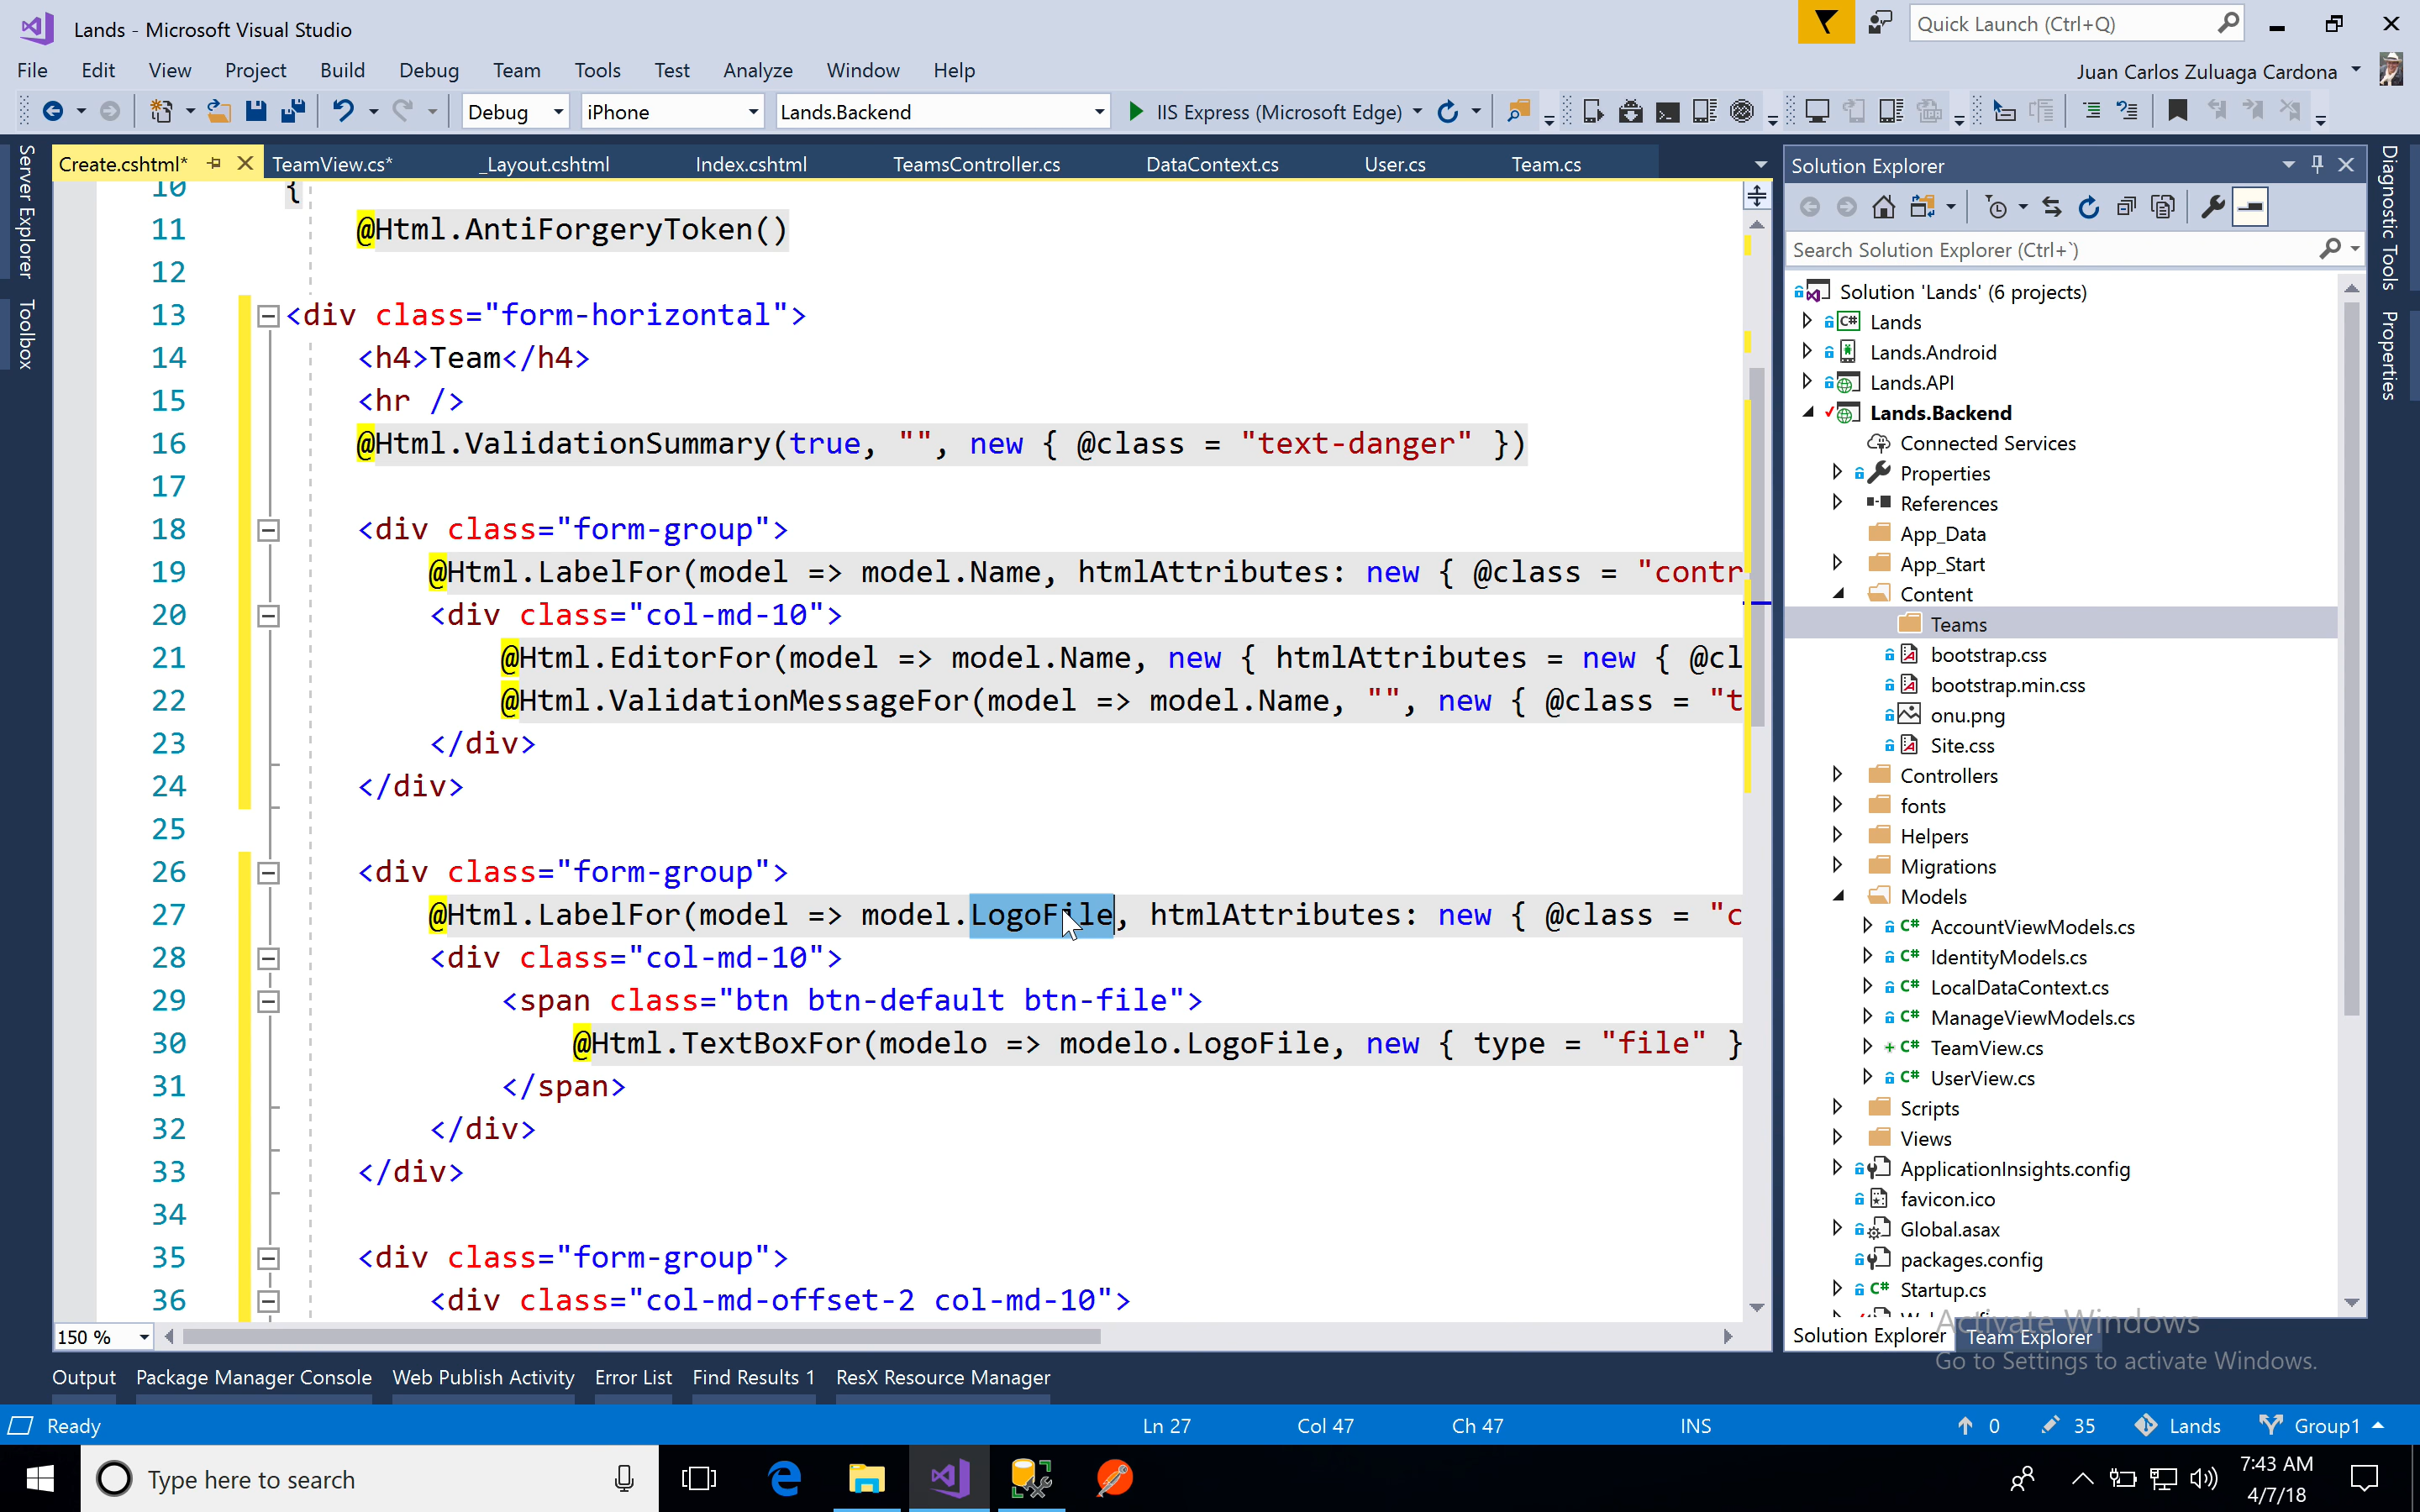 Lands - Microsoft Visual Studio
Quick Launch (Ctrl+Q)
File Edit View Project Build Debug Team Tools Test Analyze Window Help
Juan Carlos Zuluaga Cardona
Debug iPhone Lands.Backend IIS Express (Microsoft Edge)
Server Explorer
Toolbox
Create.cshtml* TeamView.cs* _Layout.cshtml Index.cshtml TeamsController.cs DataContext.cs User.cs Team.cs
10 {
11 @Html.AntiForgeryToken()
12
13 <div class="form-horizontal">
14 <h4>Team</h4>
15 <hr />
16 @Html.ValidationSummary(true, "", new { @class = "text-danger" })
17
18 <div class="form-group">
19 @Html.LabelFor(model => model.Name, htmlAttributes: new { @class = "contr
20 <div class="col-md-10">
21 @Html.EditorFor(model => model.Name, new { htmlAttributes = new { @cl
22 @Html.ValidationMessageFor(model => model.Name, "", new { @class = "t
23 </div>
24 </div>
25
26 <div class="form-group">
27 @Html.LabelFor(model => model.LogoFile, htmlAttributes: new { @class = "c
28 <div class="col-md-10">
29 <span class="btn btn-default btn-file">
30 @Html.TextBoxFor(modelo => modelo.LogoFile, new { type = "file" }
31 </span>
32 </div>
33 </div>
34
35 <div class="form-group">
36 <div class="col-md-offset-2 col-md-10">
150 %
Solution Explorer
Search Solution Explorer (Ctrl+`)
Solution 'Lands' (6 projects)
Lands
Lands.Android
Lands.API
Lands.Backend
Connected Services
Properties
References
App_Data
App_Start
Content
Teams
bootstrap.css
bootstrap.min.css
onu.png
Site.css
Controllers
fonts
Helpers
Migrations
Models
AccountViewModels.cs
IdentityModels.cs
LocalDataContext.cs
ManageViewModels.cs
TeamView.cs
UserView.cs
Scripts
Views
ApplicationInsights.config
favicon.ico
Global.asax
packages.config
Startup.cs
Solution Explorer Team Explorer
Diagnostic Tools
Properties
Activate Windows
Go to Settings to activate Windows.
Output Package Manager Console Web Publish Activity Error List Find Results 1 ResX Resource Manager
Ready Ln 27 Col 47 Ch 47 INS 0 35 Lands Group1
Type here to search
7:43 AM
4/7/18